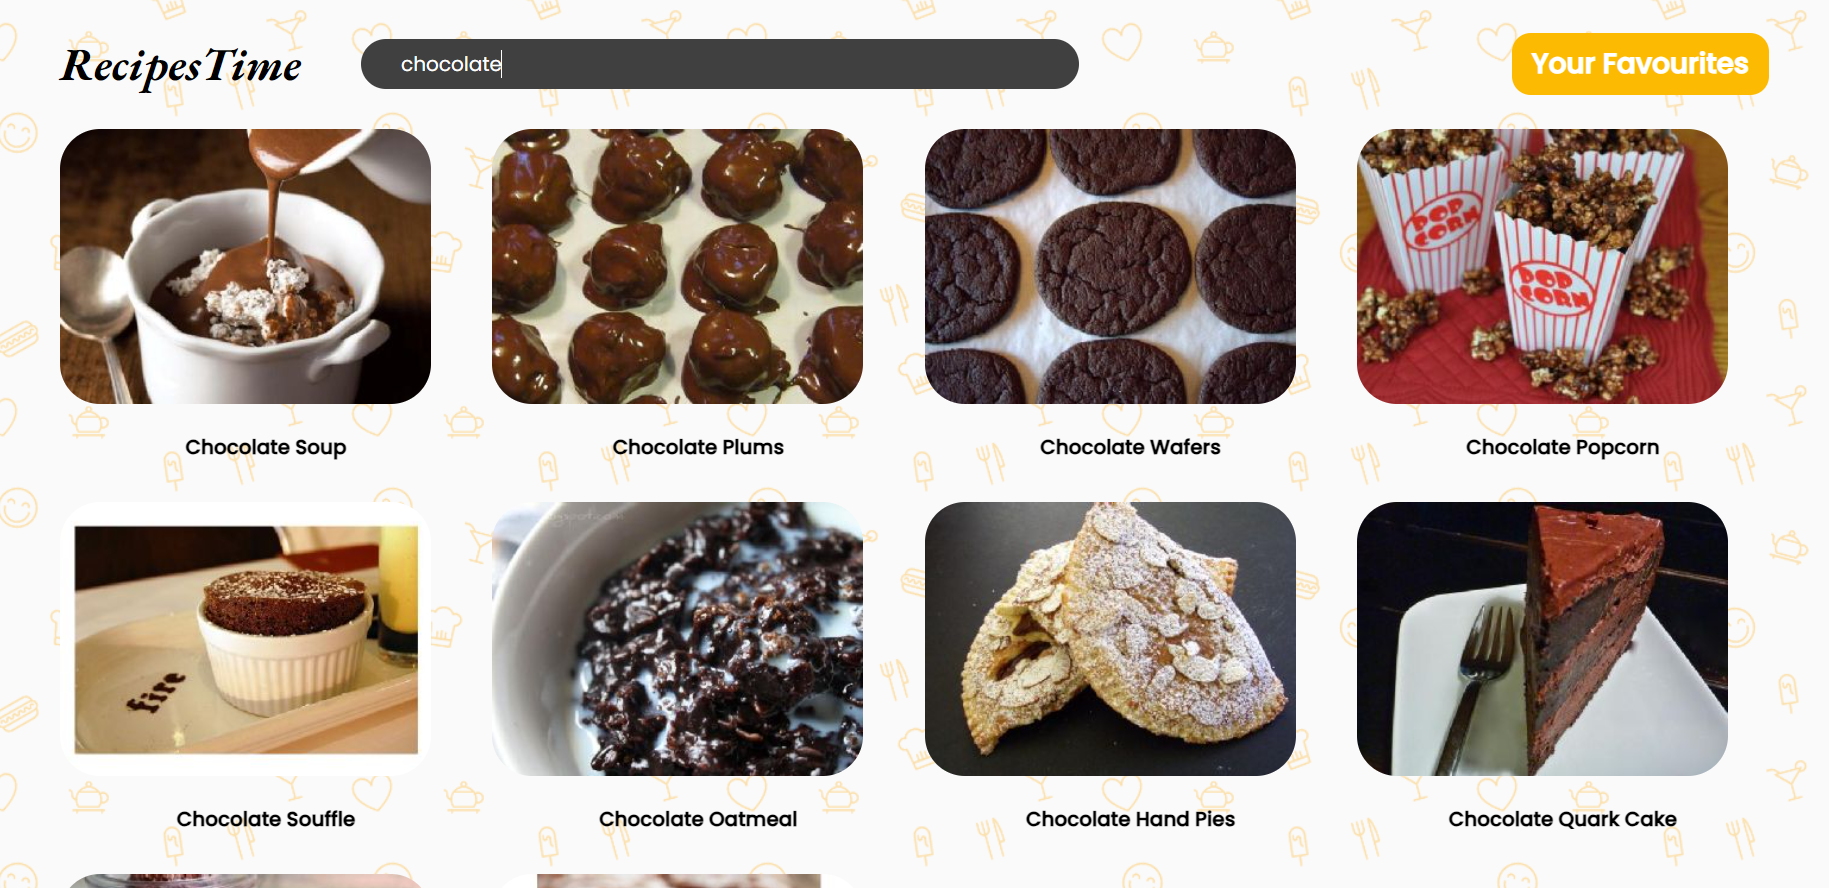 RecipesTime
chocolate
Your Favourites
POP
CORN
POP
CORN
Chocolate Soup
Chocolate Plums
Chocolate Wafers
Chocolate Popcorn
fire
Chocolate Souffle
Chocolate Oatmeal
Chocolate Hand Pies
Chocolate Quark Cake